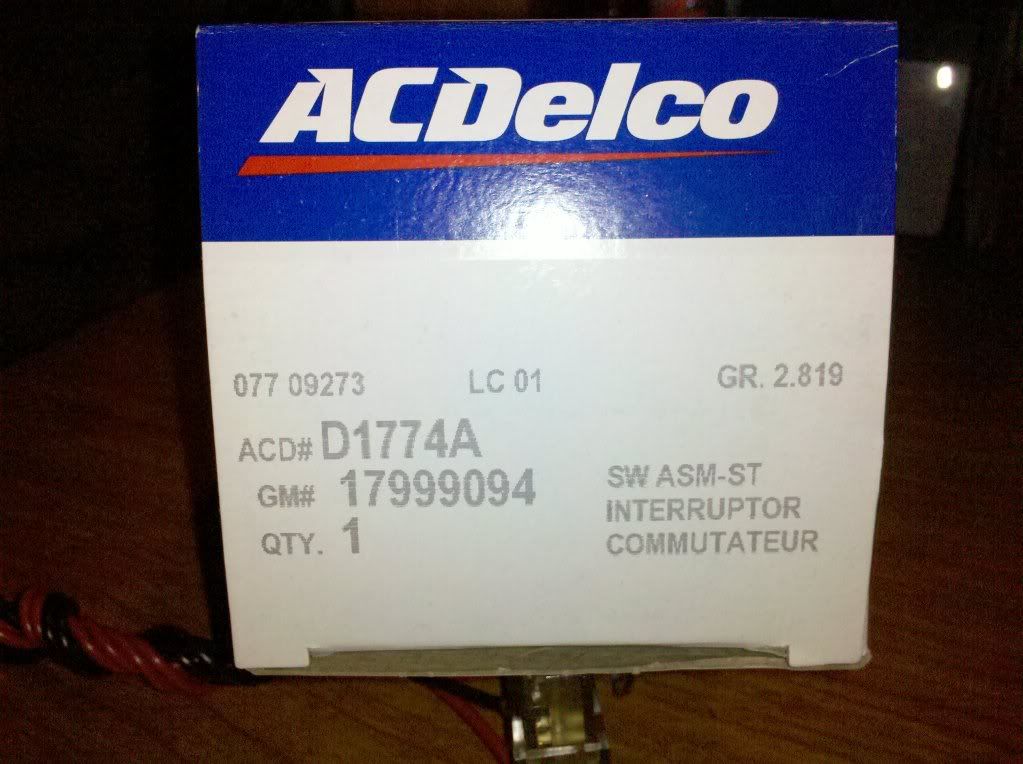 ACDelco
077 09273 LC 01 GR. 2.819
ACD# D1774A
GM# 17999094
QTY. 1
SW ASM-ST
INTERRUPTOR
COMMUTATEUR